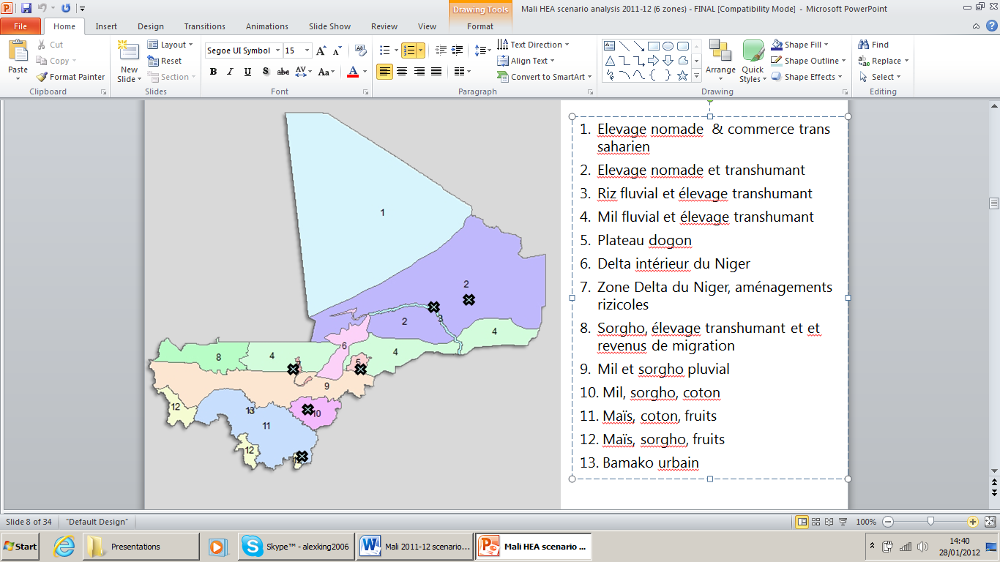 Drawing Tools
Mali HEA scenario analysis 2011-12 (6 zones) - FINAL [Compatibility Mode] - Microsoft PowerPoint
File Home Insert Design Transitions Animations Slide Show Review View Format
Paste
Cut
Copy
Format Painter
Clipboard
New Slide
Layout
Reset
Section
Slides
Segoe UI Symbol 15
B I U S abc AV Aa A
Font
Text Direction
Align Text
Convert to SmartArt
Paragraph
Arrange
Quick Styles
Shape Fill
Shape Outline
Shape Effects
Drawing
Find
Replace
Select
Editing
1
2
2
3
4
6
8
4
5
4
7
9
12
13
10
11
12
12
1. Elevage nomade & commerce trans
saharien
2. Elevage nomade et transhumant
3. Riz fluvial et élevage transhumant
4. Mil fluvial et élevage transhumant
5. Plateau dogon
6. Delta intérieur du Niger
7. Zone Delta du Niger, aménagements
rizicoles
8. Sorgho, élevage transhumant et et
revenus de migration
9. Mil et sorgho pluvial
10. Mil, sorgho, coton
11. Maïs, coton, fruits
12. Maïs, sorgho, fruits
13. Bamako urbain
Slide 8 of 34 "Default Design" 100%
Start Presentations Skype™ - alexking2006 Mali 2011-12 scenario... Mali HEA scenario ...
14:40
28/01/2012